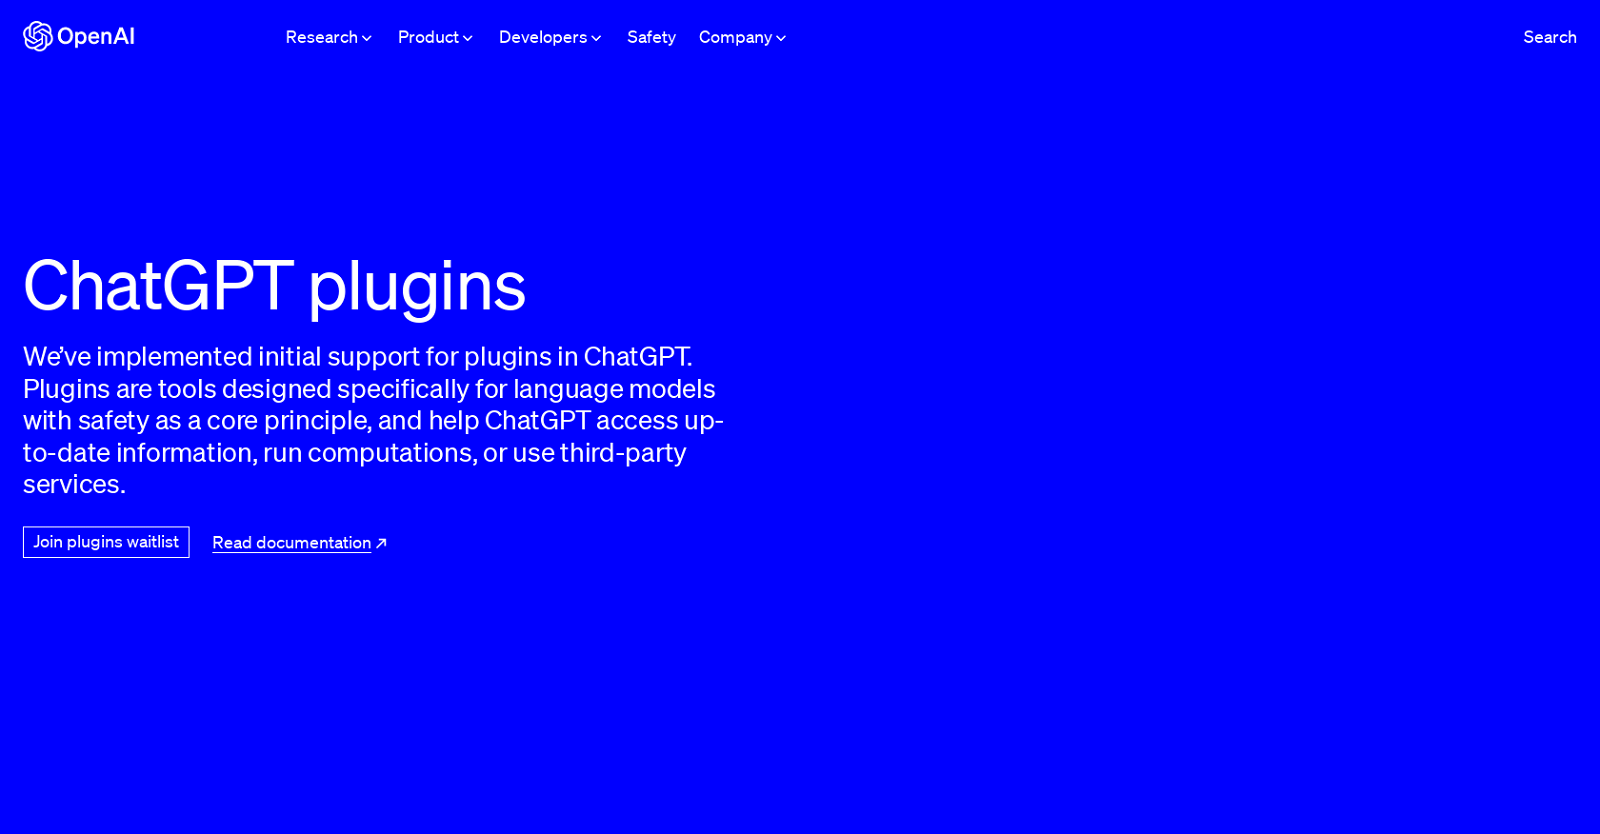 OpenAI
Research
Product
Developers
Safety
Company
Search
ChatGPT plugins
We’ve implemented initial support for plugins in ChatGPT.
Plugins are tools designed specifically for language models
with safety as a core principle, and help ChatGPT access up-
to-date information, run computations, or use third-party
services.
Join plugins waitlist
Read documentation